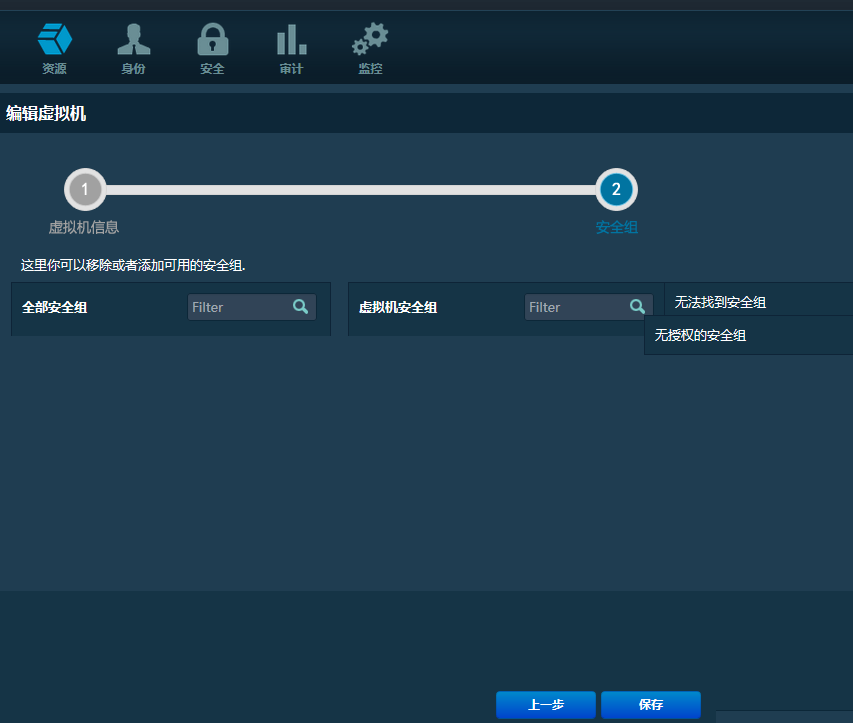 资源 身份 安全 审计 监控
编辑虚拟机
1 2
虚拟机信息 安全组
这里你可以移除或者添加可用的安全组.
全部安全组 Filter 虚拟机安全组 Filter 无法找到安全组
无授权的安全组
上一步 保存